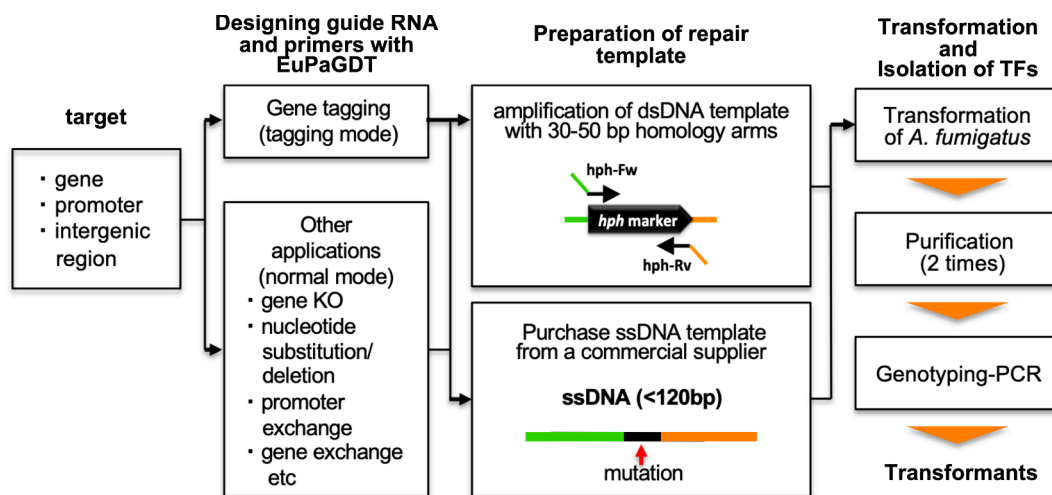 target
・gene
・promoter
・intergenic
region
Designing guide RNA
and primers with
EuPaGDT
Gene tagging
(tagging mode)
Other
applications
(normal mode)
・gene KO
・nucleotide
substitution/
deletion
・promoter
exchange
・gene exchange
etc
Preparation of repair
template
amplification of dsDNA template
with 30-50 bp homology arms
hph-Fw
hph marker
hph-Rv
Purchase ssDNA template
from a commercial supplier
ssDNA (<120bp)
mutation
Transformation
and
Isolation of TFs
Transformation
of A. fumigatus
Purification
(2 times)
Genotyping-PCR
Transformants